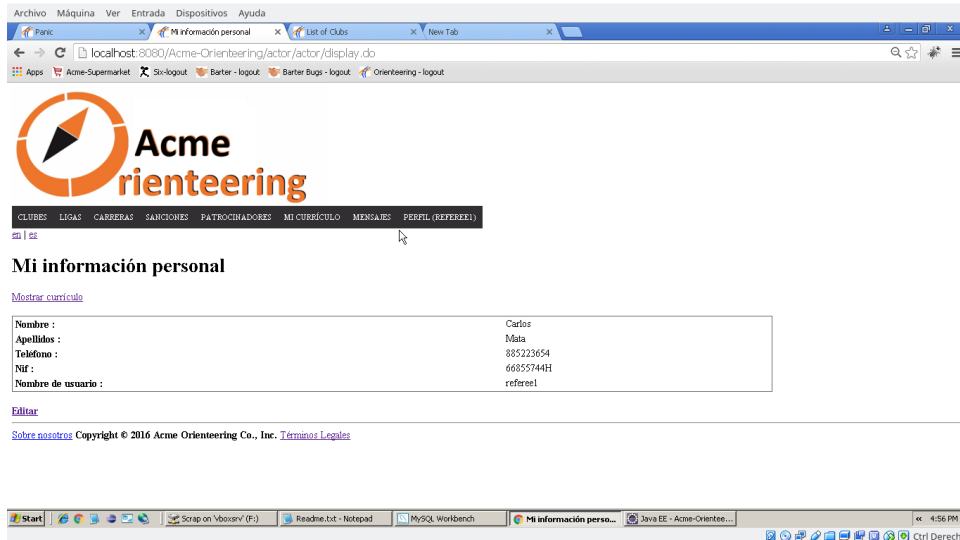 Archivo Máquina Ver Entrada Dispositivos Ayuda
Panic Mi información personal List of Clubs New Tab
localhost:8080/Acme-Orienteering/actor/actor/display.do
Apps Acme-Supermarket Six-logout Barter - logout Barter Bugs - logout Orienteering - logout
Acme
rienteering
CLUBES LIGAS CARRERAS SANCIONES PATROCINADORES MI CURRÍCULO MENSAJES PERFIL (REFEREE1)
en | es
Mi información personal
Mostrar currículo
Nombre : Carlos
Apellidos : Mata
Teléfono : 885223654
Nif : 66855744H
Nombre de usuario : referee1
Editar
Sobre nosotros Copyright © 2016 Acme Orienteering Co., Inc. Términos Legales
Start Scrap on 'vboxsrv' (F:) Readme.txt - Notepad MySQL Workbench Mi información perso... Java EE - Acme-Orientee... 4:56 PM
Ctrl Derech